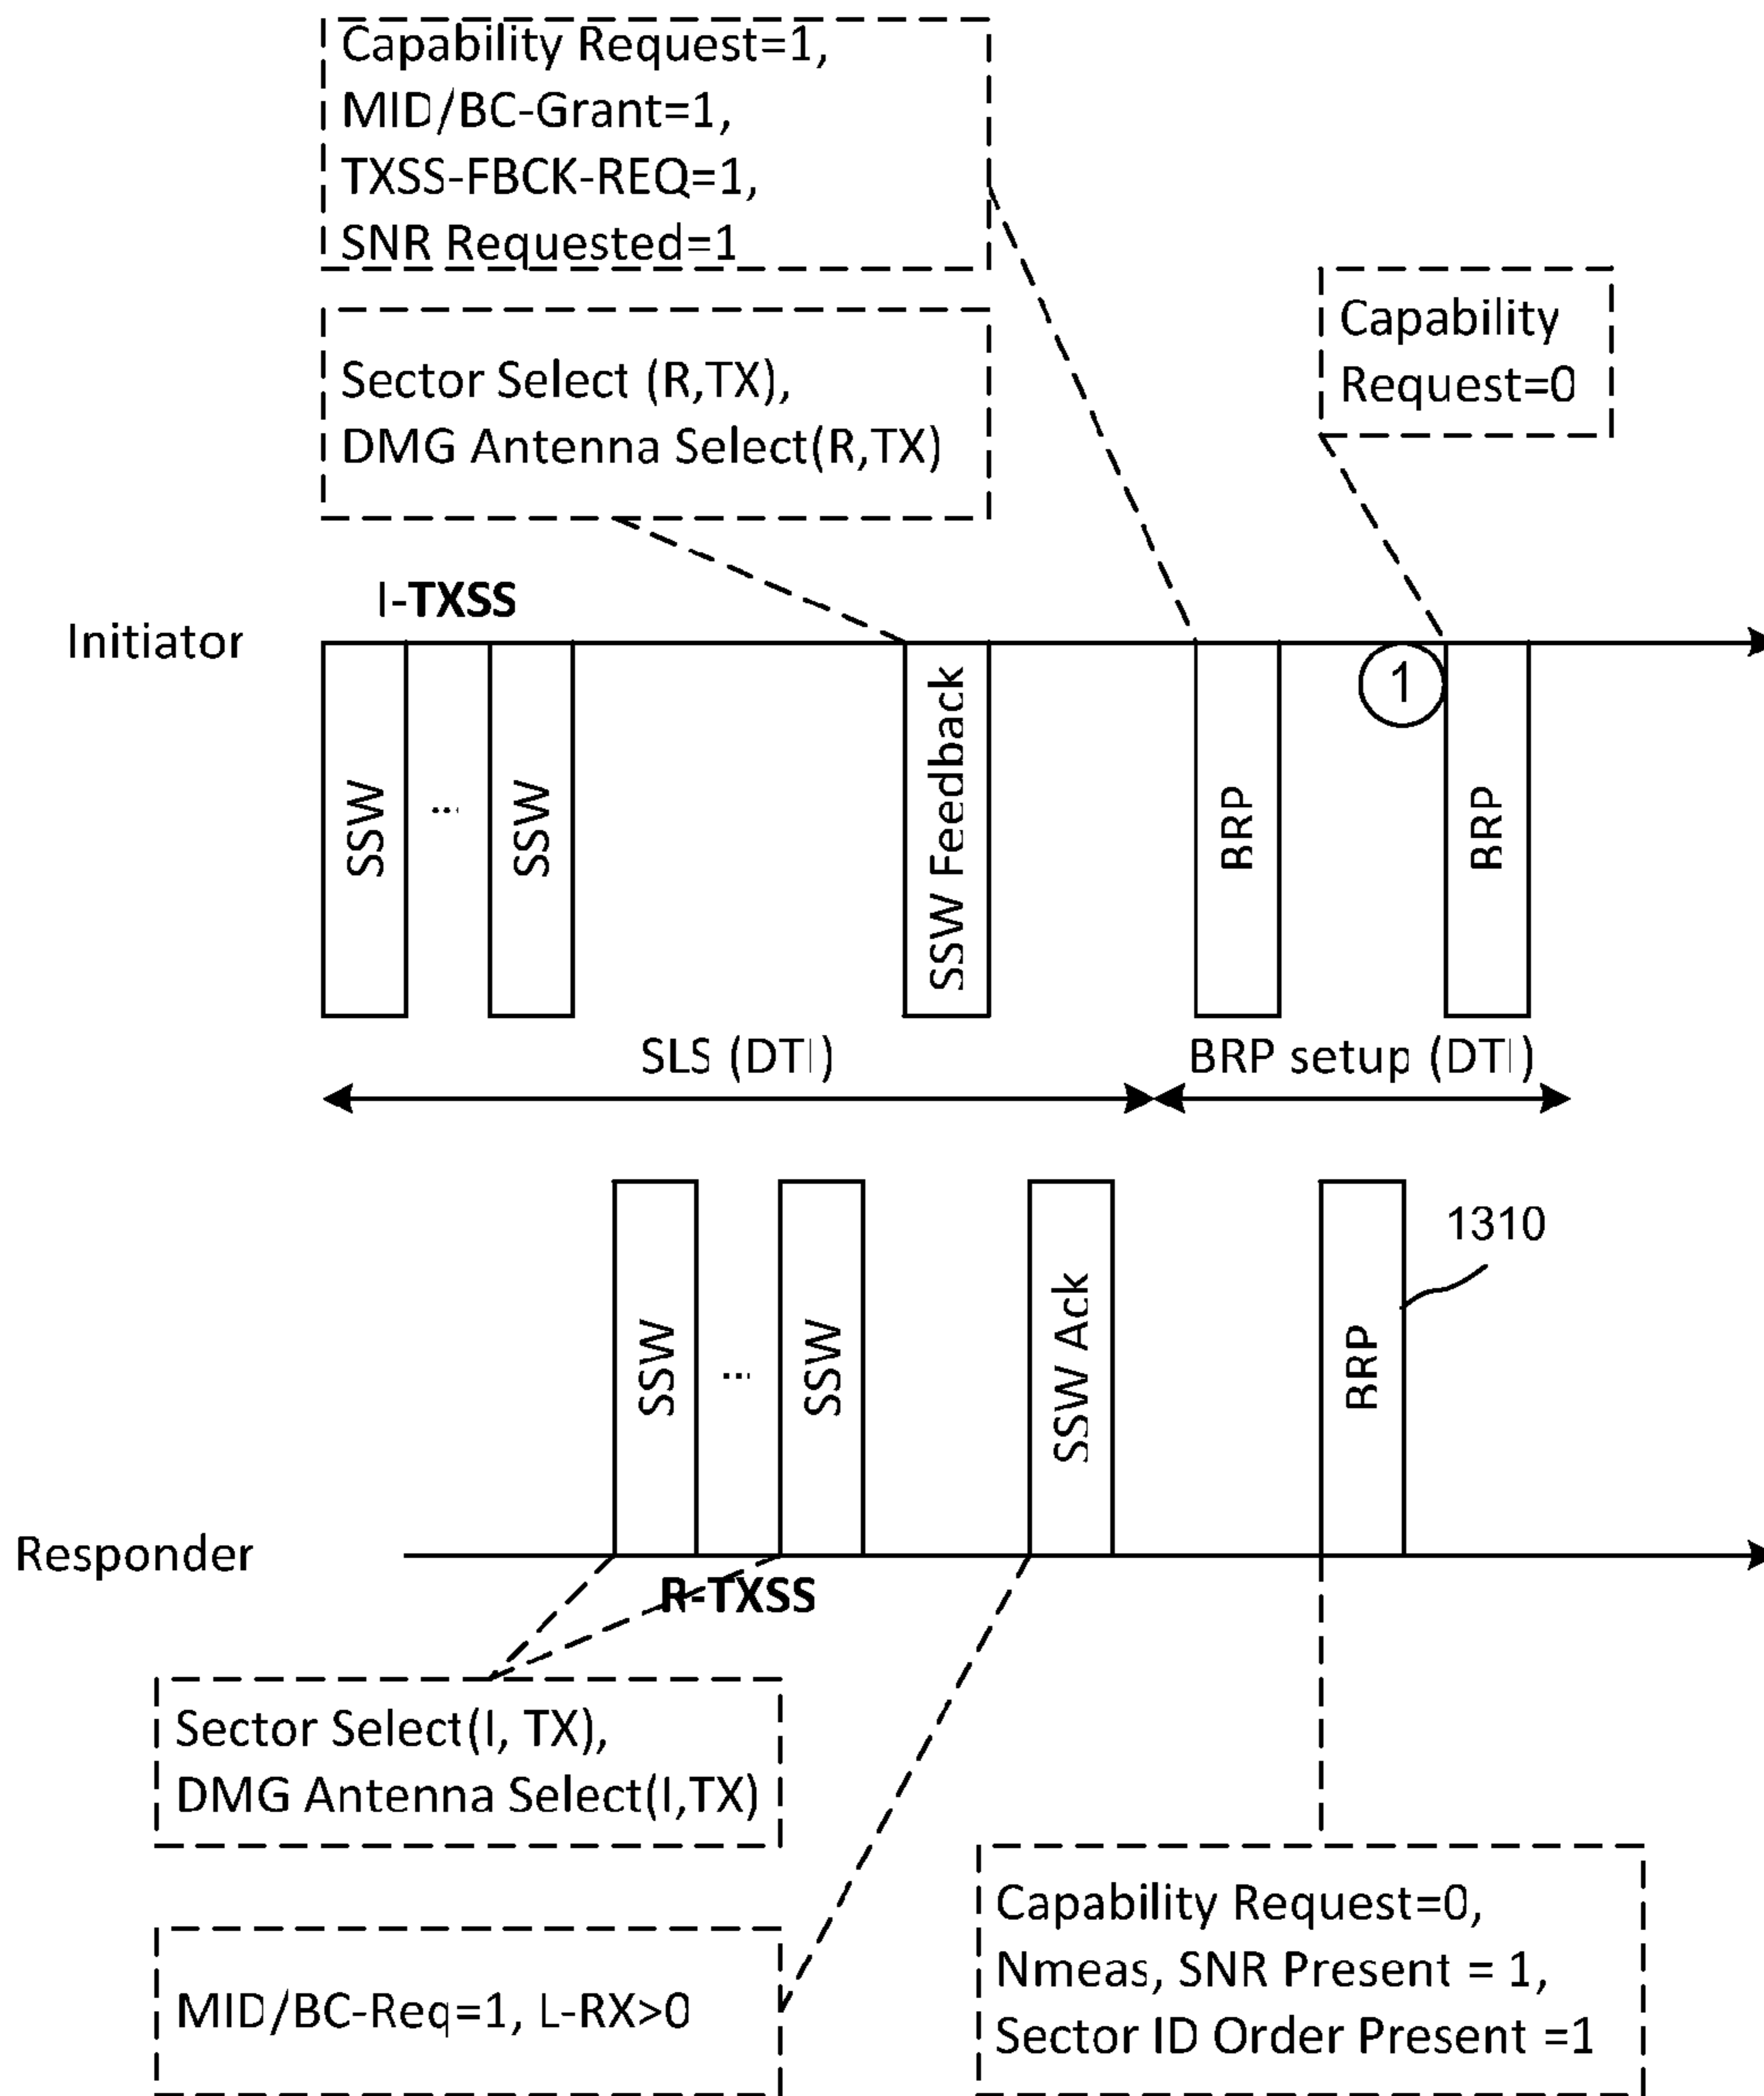 Capability Request=1,
MID/BC-Grant=1,
TXSS-FBCK-REQ=1,
SNR Requested=1
Capability
Request=0
Sector Select (R,TX),
DMG Antenna Select(R,TX)
I-TXSS
Initiator
1
SSW
...
SSW
SSW Feedback
BRP
BRP
SLS (DTI)
BRP setup (DTI)
1310
SSW
...
SSW
SSW Ack
BRP
Responder
R-TXSS
Sector Select(I, TX),
DMG Antenna Select(I,TX)
MID/BC-Req=1, L-RX>0
Capability Request=0,
Nmeas, SNR Present = 1,
Sector ID Order Present =1